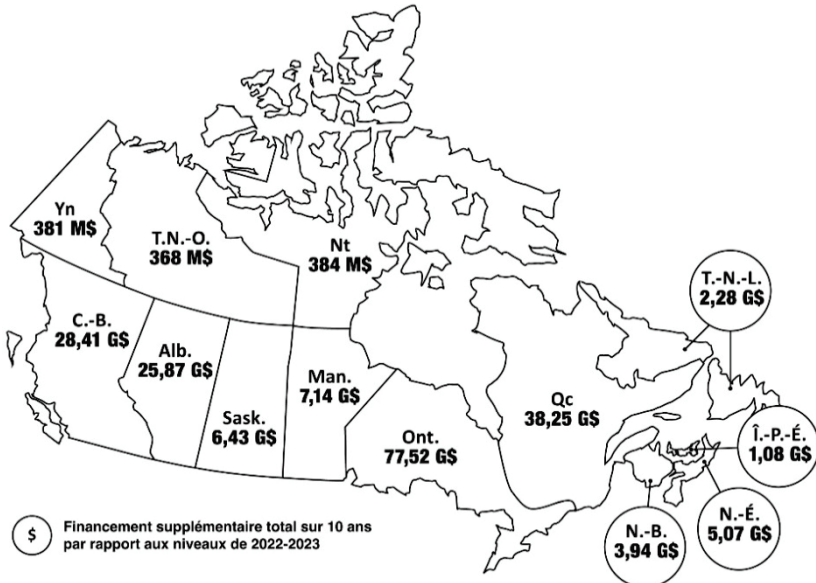 Yn
381 M$
T.N.-O.
368 M$
Nt
384 M$
T.-N.-L.
2,28 G$
C.-B.
28,41 G$
Alb.
25,87 G$
Sask.
6,43 G$
Man.
7,14 G$
Ont.
77,52 G$
Qc
38,25 G$
Î.-P.-É.
1,08 G$
N.-É.
5,07 G$
N.-B.
3,94 G$
$
Financement supplémentaire total sur 10 ans
par rapport aux niveaux de 2022-2023